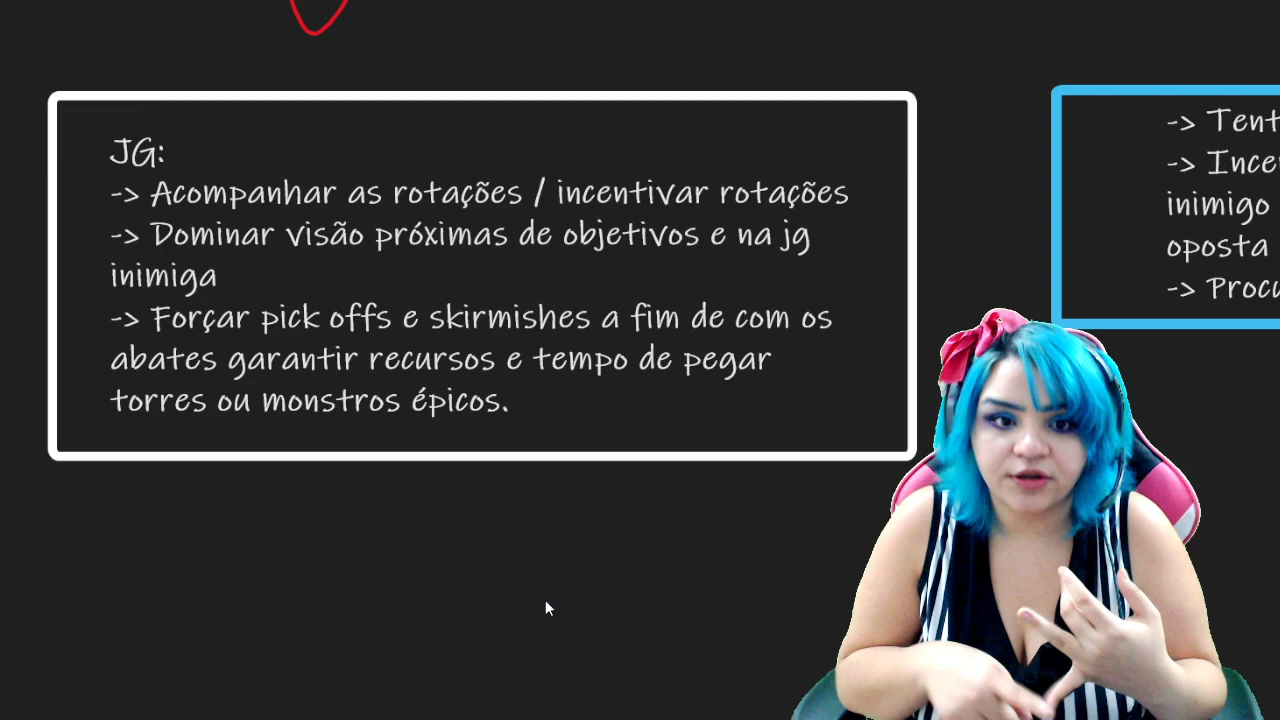 JG:
-> Acompanhar as rotações / incentivar rotações
-> Dominar visão próximas de objetivos e na jg
inimiga
-> Forçar pick offs e skirmishes a fim de com os
abates garantir recursos e tempo de pegar
torres ou monstros épicos.
-> Tent
-> Ince
inimigo
oposta
-> Procu